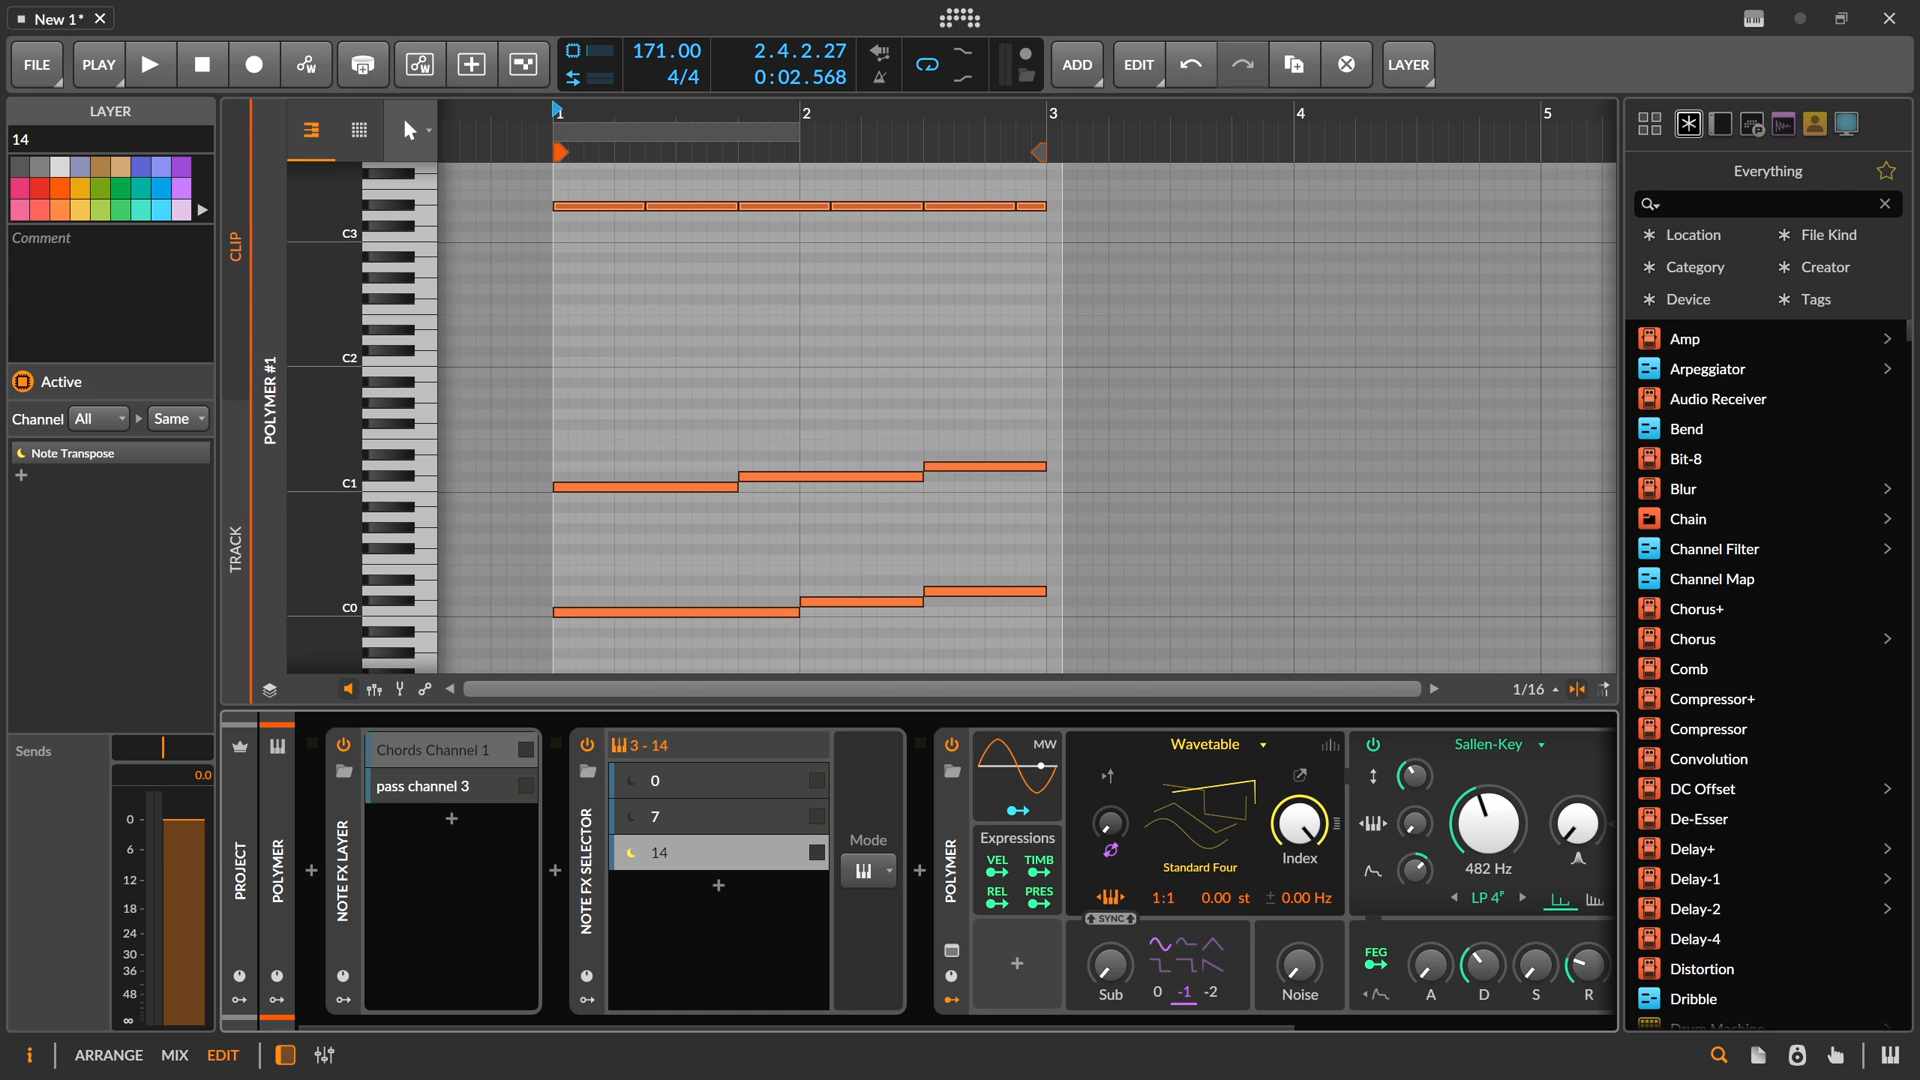 New 1*
FILE
PLAY
171.00
4/4
2.4.2.27
0:02.568
ADD
EDIT
LAYER
LAYER
14
Comment
Active
Channel All Same
Note Transpose
Sends
0.0
0
6
12
18
24
30
36
48
∞
CLIP
TRACK
POLYMER #1
1
2
3
4
5
C3
C2
C1
C0
1/16
PROJECT
POLYMER
NOTE FX LAYER
Chords Channel 1
pass channel 3
NOTE FX SELECTOR
3 - 14
0
7
14
Mode
POLYMER
MW
Expressions
VEL TIMB
REL PRES
Wavetable
Standard Four
Index
1:1 0.00 st ± 0.00 Hz
SYNC
Sub
0 -1 -2
Noise
Sallen-Key
482 Hz
LP 4ᴾ
FEG
A D S R
Everything
Location
File Kind
Category
Creator
Device
Tags
Amp
Arpeggiator
Audio Receiver
Bend
Bit-8
Blur
Chain
Channel Filter
Channel Map
Chorus+
Chorus
Comb
Compressor+
Compressor
Convolution
DC Offset
De-Esser
Delay+
Delay-1
Delay-2
Delay-4
Distortion
Dribble
Drum Machine
i
ARRANGE
MIX
EDIT